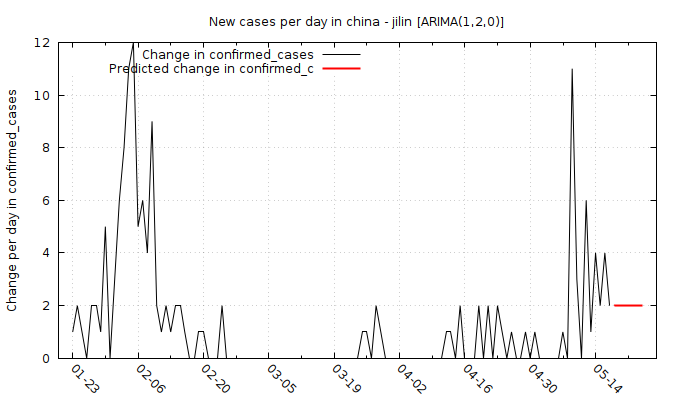 New cases per day in china - jilin [ARIMA(1,2,0)]
Change in confirmed_cases
Predicted change in confirmed_c
Change per day in confirmed_cases
12
10
8
6
4
2
0
01-23 02-06 02-20 03-05 03-19 04-02 04-16 04-30 05-14